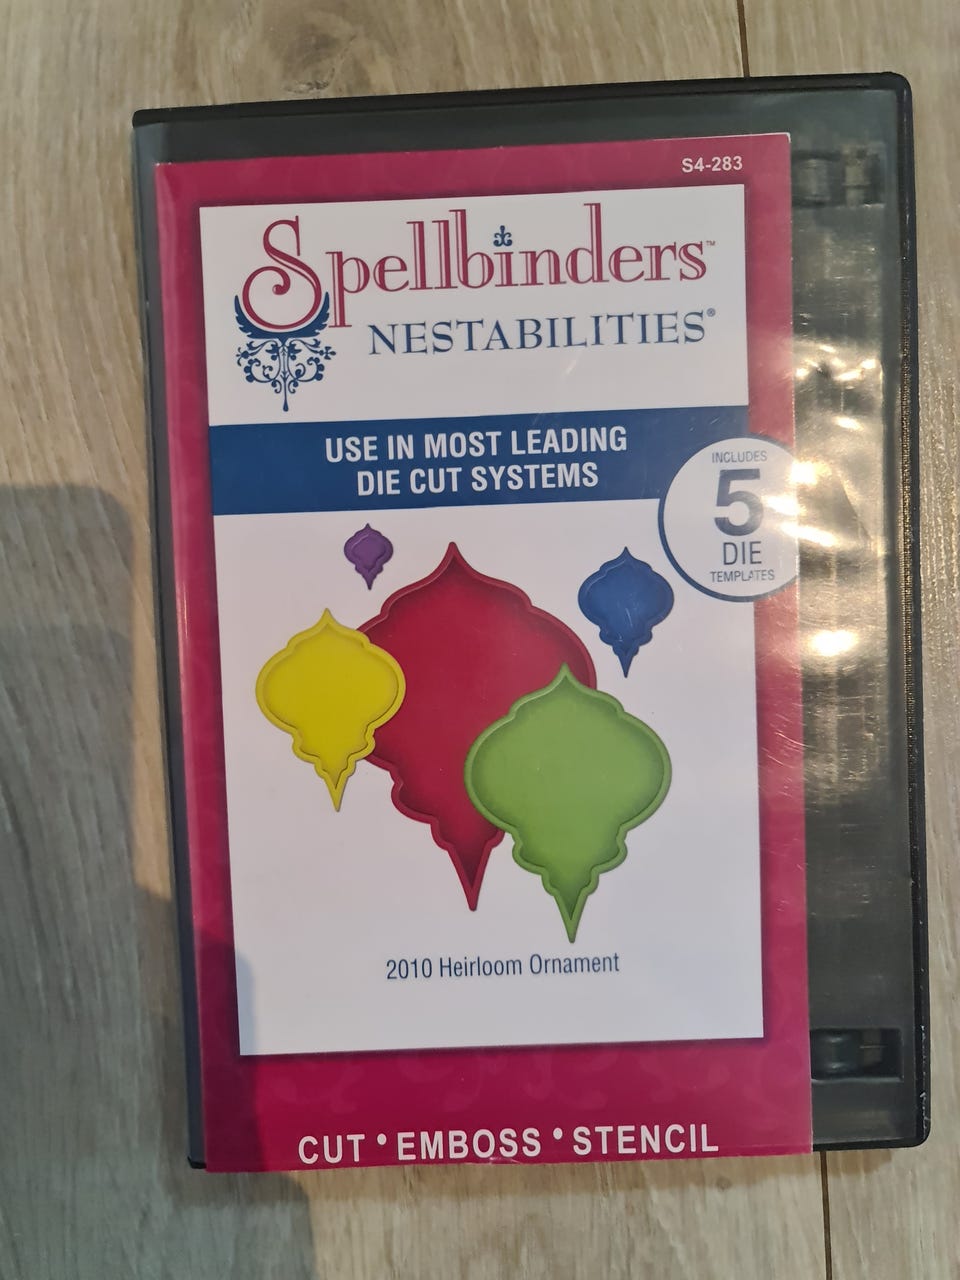 S4-283
Spellbinders™
NESTABILITIES®
USE IN MOST LEADING
DIE CUT SYSTEMS
INCLUDES
5
DIE
TEMPLATES
2010 Heirloom Ornament
CUT • EMBOSS • STENCIL